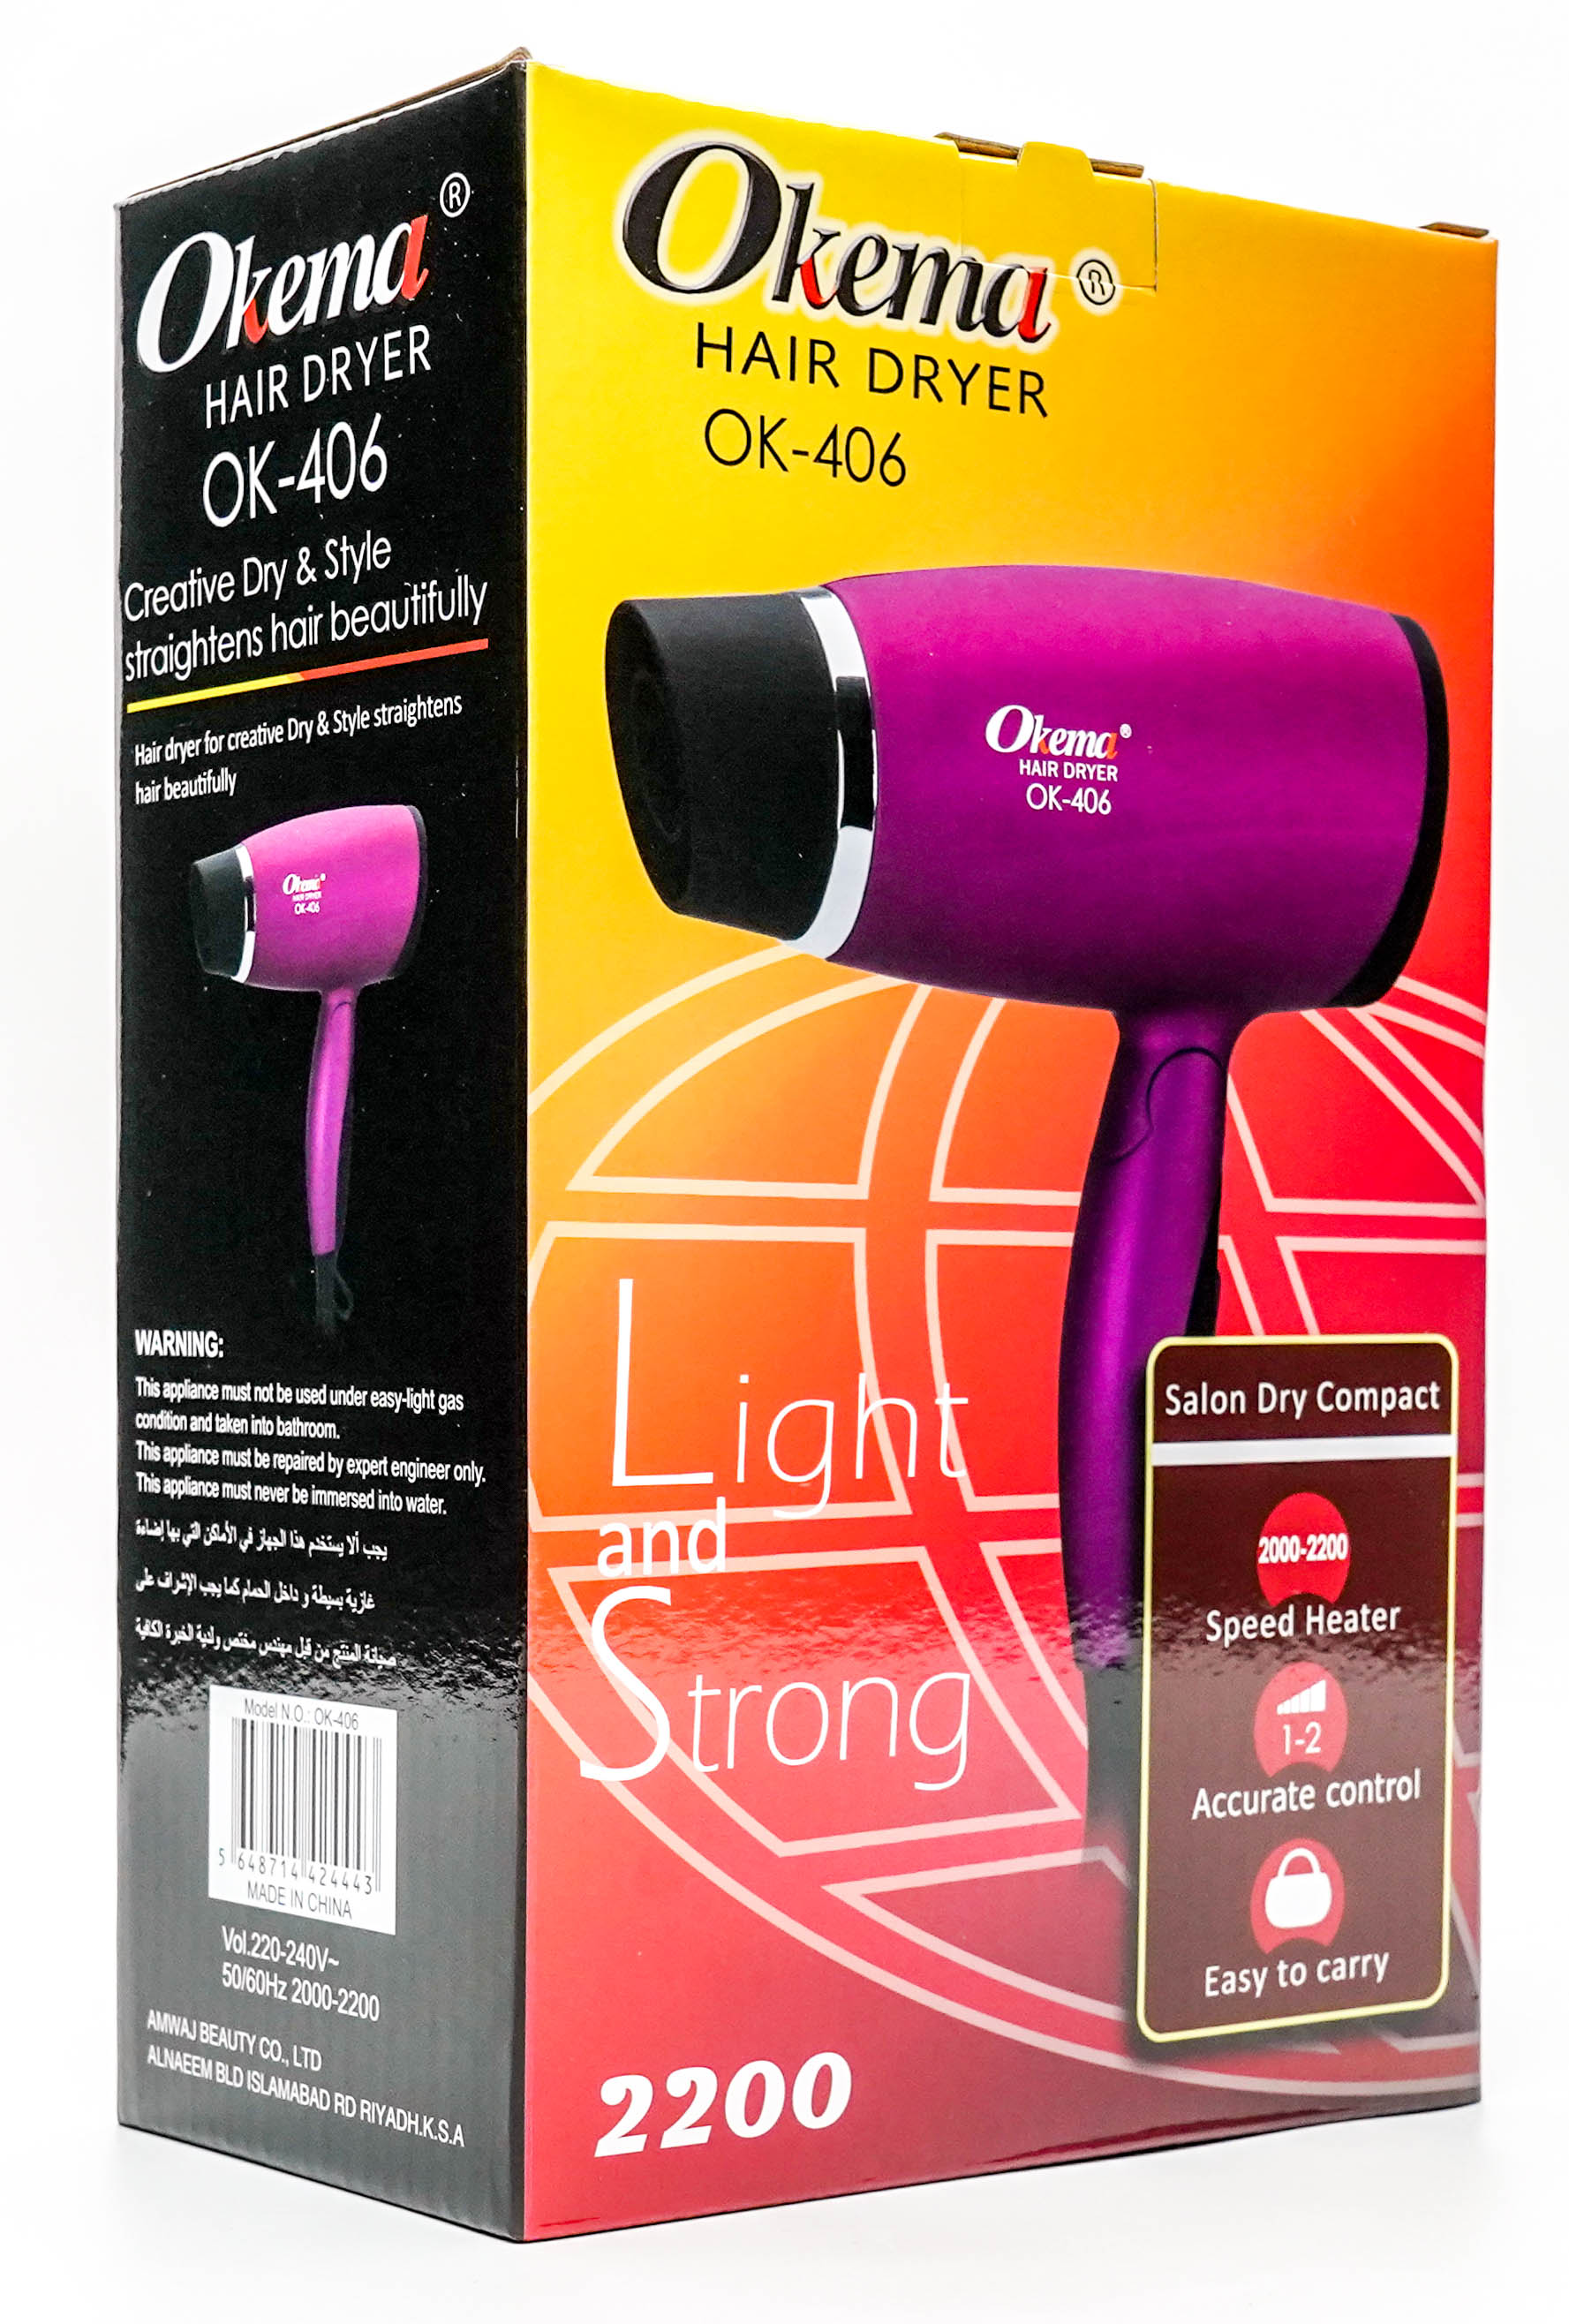 Okema®
HAIR DRYER
OK-406
Creative Dry & Style
straightens hair beautifully
Hair dryer for creative Dry & Style straightens
hair beautifully
Okema®
HAIR DRYER
OK-406
WARNING:
This appliance must not be used under easy-light gas
condition and taken into bathroom.
This appliance must be repaired by expert engineer only.
This appliance must never be immersed into water.
يجب ألا يستخدم هذا الجهاز في الأماكن التي بها إضاءة
غازية بسيطة و داخل الحمام كما يجب الإشراف على
صيانة المنتج من قبل مهندس مختص ولدية الخبرة الكافية
Model N.O.: OK-406
5 648714 424443
MADE IN CHINA
Vol.220-240V~
50/60Hz 2000-2200
AMWAJ BEAUTY CO., LTD
ALNAEEM BLD ISLAMABAD RD RIYADH.K.S.A
Okema®
HAIR DRYER
OK-406
Okema®
HAIR DRYER
OK-406
Light
and
Strong
Salon Dry Compact
2000-2200
Speed Heater
1-2
Accurate control
Easy to carry
2200